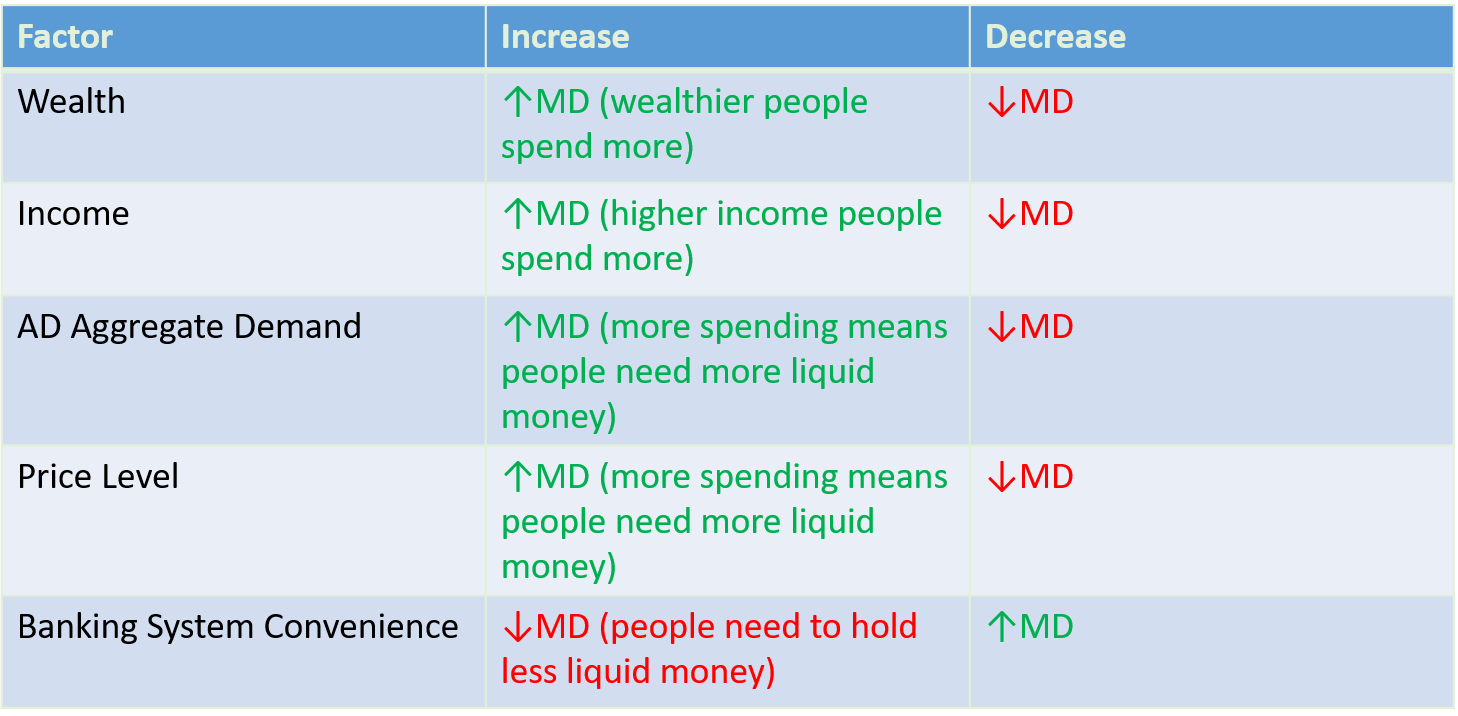 Factor Increase Decrease
Wealth ↑MD (wealthier people ↓MD
spend more)
Income ↑MD (higher income people ↓MD
spend more)
AD Aggregate Demand ↑MD (more spending means ↓MD
people need more liquid
money)
Price Level ↑MD (more spending means ↓MD
people need more liquid
money)
Banking System Convenience ↓MD (people need to hold ↑MD
less liquid money)